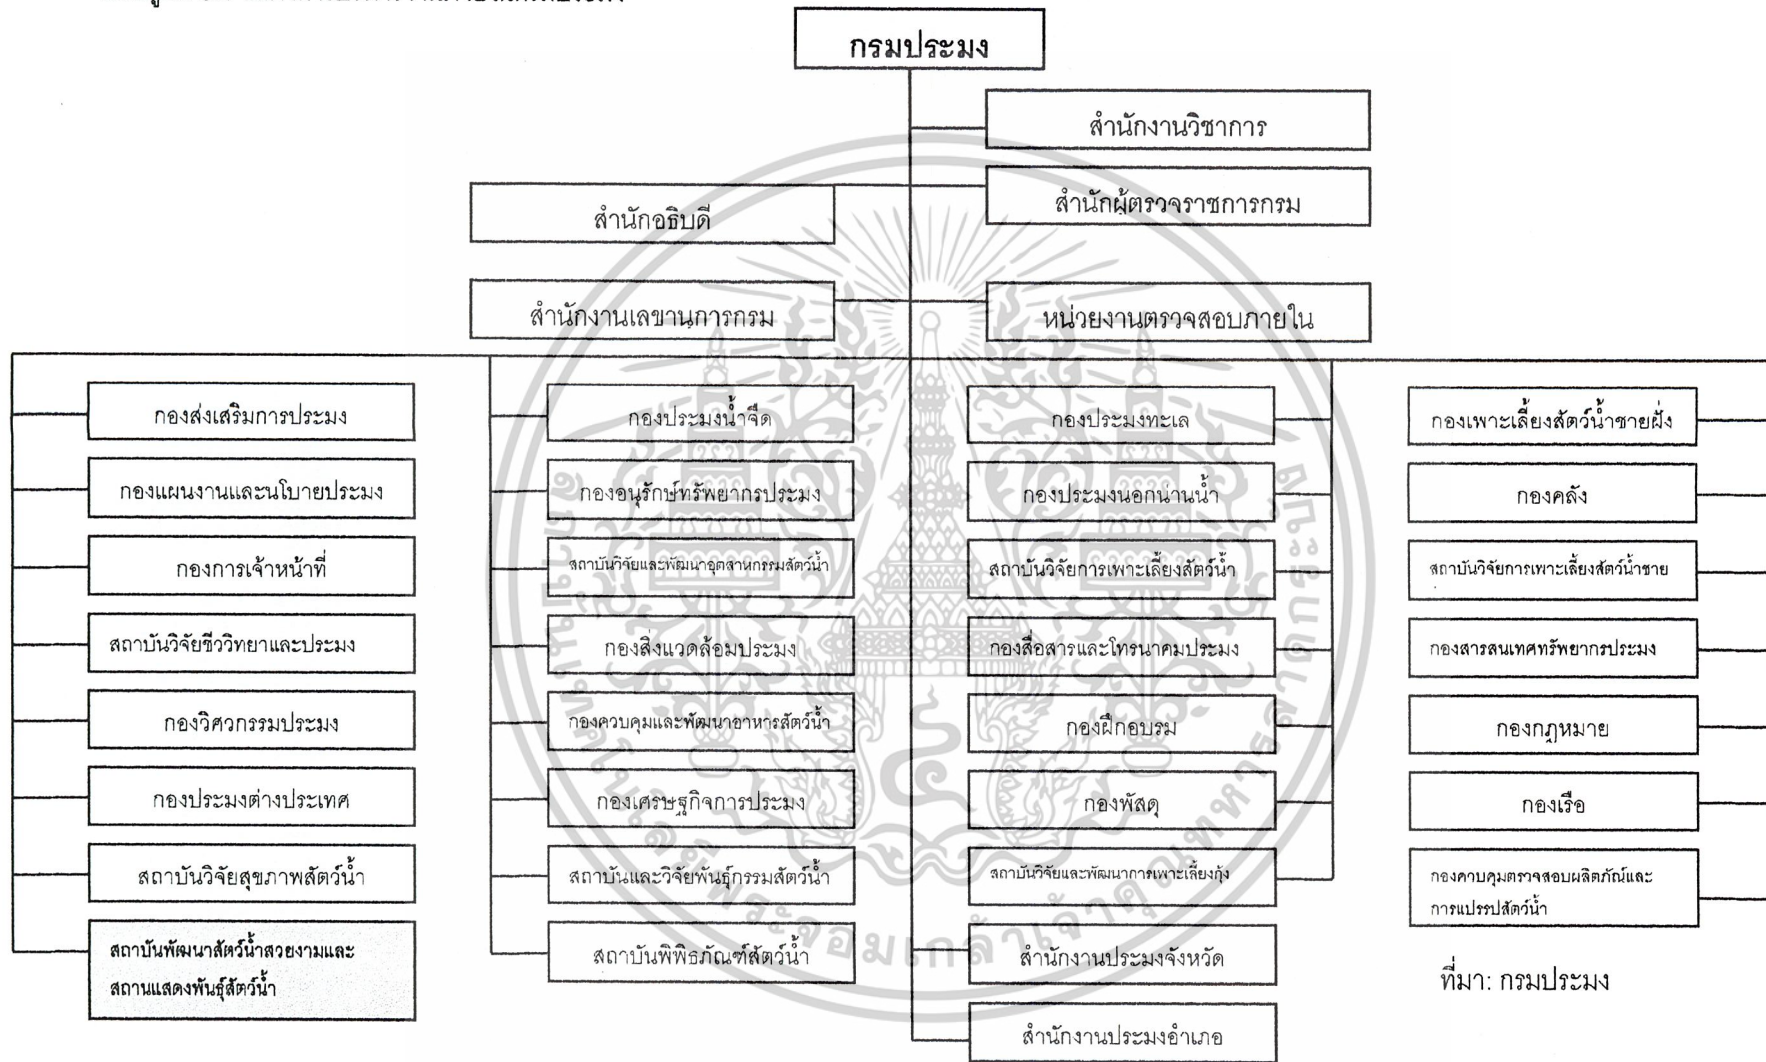 กรมประมง
สำนักงานวิชาการ
สำนักผู้ตรวจราชการกรม
สำนักอธิบดี
สำนักงานเลขานุการกรม
หน่วยงานตรวจสอบภายใน
กองส่งเสริมการประมง
กองแผนงานและนโบายประมง
กองการเจ้าหน้าที่
สถาบันวิจัยชีววิทยาและประมง
กองวิศวกรรมประมง
กองประมงต่างประเทศ
สถาบันวิจัยสุขภาพสัตว์น้ำ
สถาบันพัฒนาสัตว์น้ำสวยงามและ
สถานแสดงพันธุ์สัตว์น้ำ
กองประมงน้ำจืด
กองอนุรักษ์ทรัพยากรประมง
สถาบันวิจัยและพัฒนาอุตสาหกรรมสัตว์น้ำ
กองสิ่งแวดล้อมประมง
กองควบคุมและพัฒนาอาหารสัตว์น้ำ
กองเศรษฐกิจการประมง
สถาบันและวิจัยพันธุ์กรรมสัตว์น้ำ
สถาบันพิพิธภัณฑ์สัตว์น้ำ
กองประมงทะเล
กองประมงนอกน่านน้ำ
สถาบันวิจัยการเพาะเลี้ยงสัตว์น้ำ
กองสื่อสารและโทรนาคมประมง
กองฝึกอบรม
กองพัสดุ
สถาบันวิจัยและพัฒนาการเพาะเลี้ยงกุ้ง
สำนักงานประมงจังหวัด
สำนักงานประมงอำเภอ
กองเพาะเลี้ยงสัตว์น้ำชายฝั่ง
กองคลัง
สถาบันวิจัยการเพาะเลี้ยงสัตว์น้ำชาย
กองสารสนเทศทรัพยากรประมง
กองกฎหมาย
กองเรือ
กองควบคุมตรวจสอบผลิตภัณ์และ
การแปรรปสัตว์น้ำ
ที่มา: กรมประมง